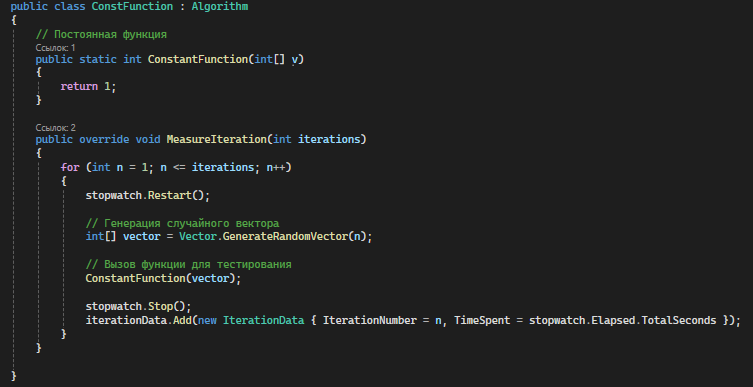 public class ConstFunction : Algorithm
{
// Постоянная функция
Ссылок: 1
public static int ConstantFunction(int[] v)
{
return 1;
}
Ссылок: 2
public override void MeasureIteration(int iterations)
{
for (int n = 1; n <= iterations; n++)
{
stopwatch.Restart();
// Генерация случайного вектора
int[] vector = Vector.GenerateRandomVector(n);
// Вызов функции для тестирования
ConstantFunction(vector);
stopwatch.Stop();
iterationData.Add(new IterationData { IterationNumber = n, TimeSpent = stopwatch.Elapsed.TotalSeconds });
}
}
}